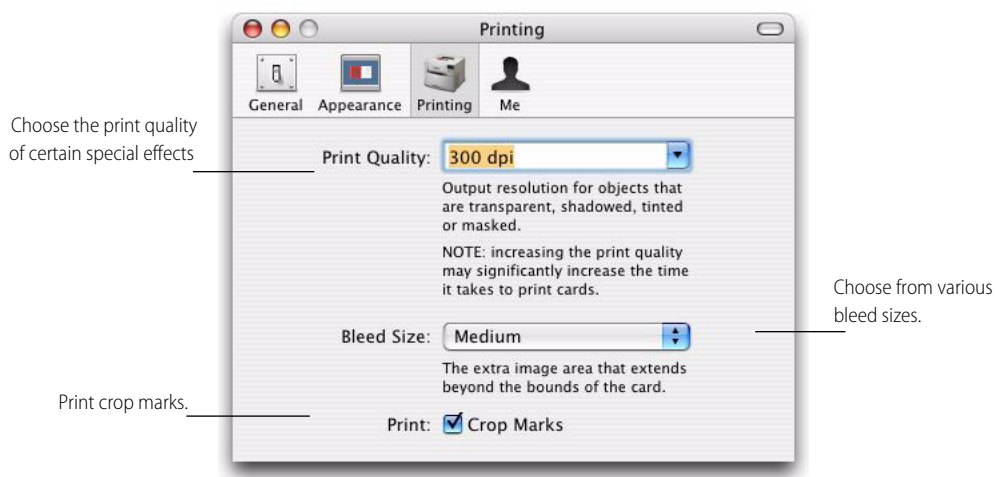 Printing
General Appearance Printing Me
Choose the print quality
of certain special effects
Print Quality: 300 dpi
Output resolution for objects that
are transparent, shadowed, tinted
or masked.
NOTE: increasing the print quality
may significantly increase the time
it takes to print cards.
Choose from various
bleed sizes.
Bleed Size: Medium
The extra image area that extends
beyond the bounds of the card.
Print crop marks.
Print: Crop Marks